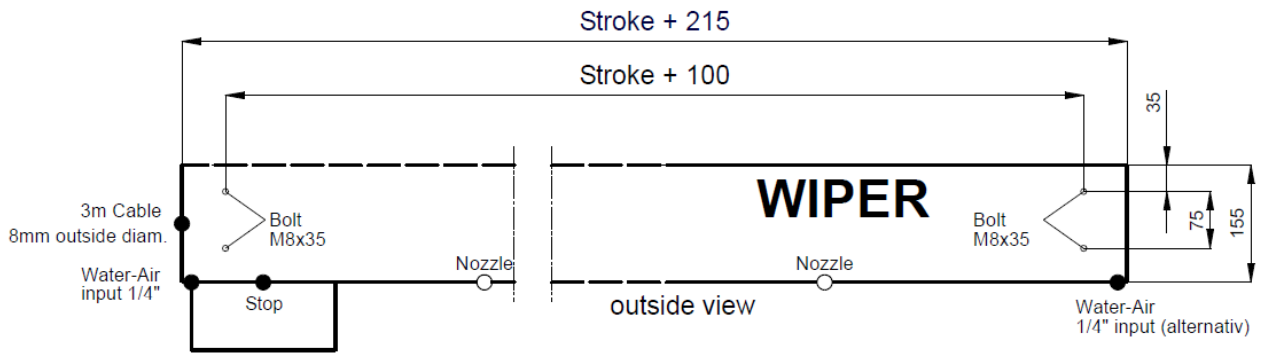 Stroke + 215
Stroke + 100
35
WIPER
3m Cable
8mm outside diam.
Bolt
M8x35
Bolt
M8x35
75
155
Water-Air
input 1/4"
Stop
Nozzle
Nozzle
outside view
Water-Air
1/4" input (alternativ)